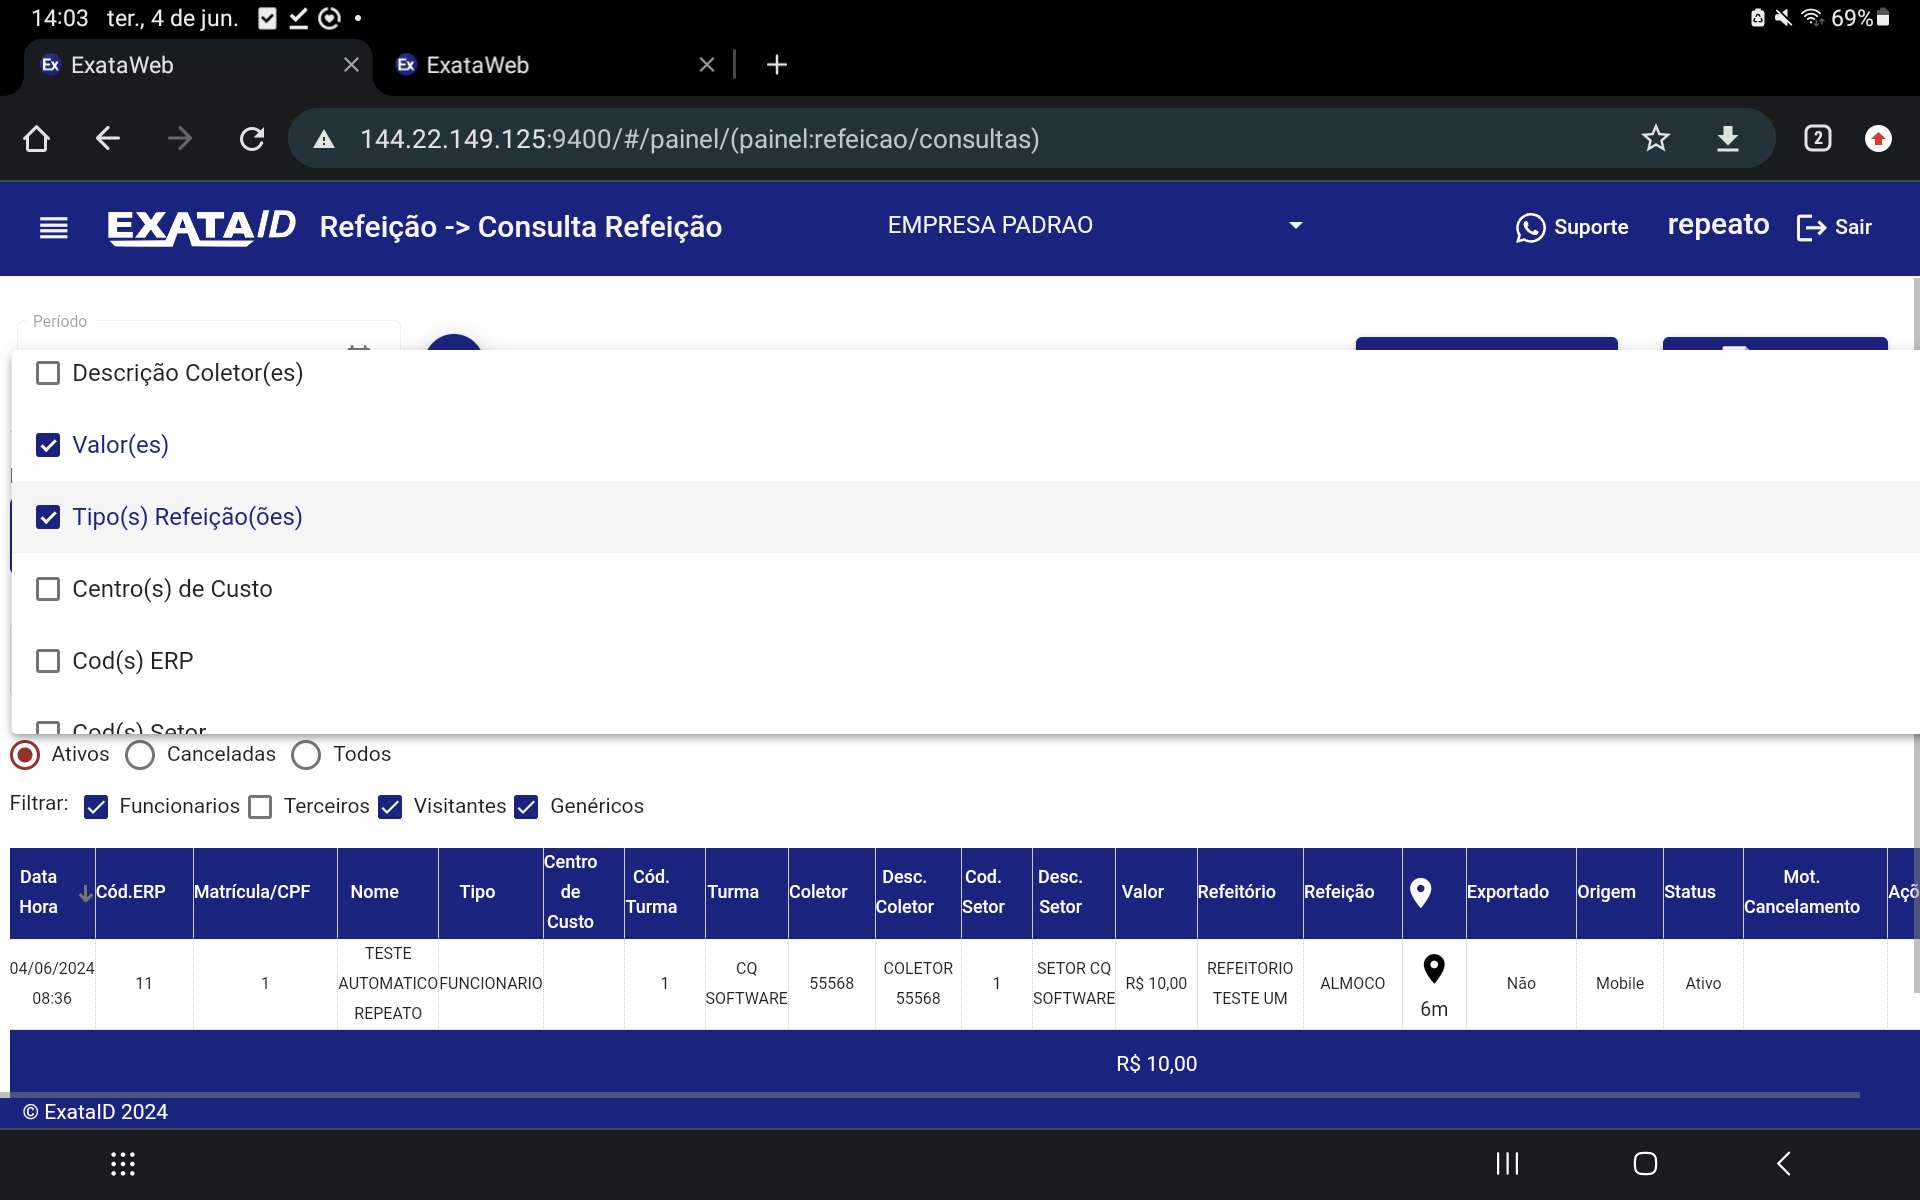 14:03 ter., 4 de jun. 69%
ExataWeb ExataWeb
144.22.149.125:9400/#/painel/(painel:refeicao/consultas) 2
EXATAID Refeição -> Consulta Refeição EMPRESA PADRAO Suporte repeato Sair
Período
Descrição Coletor(es)
Valor(es)
Tipo(s) Refeição(ões)
Centro(s) de Custo
Cod(s) ERP
Cod(s) Setor
Ativos Canceladas Todos
Filtrar: Funcionarios Terceiros Visitantes Genéricos
Data Hora Cód.ERP Matrícula/CPF Nome Tipo Centro de Custo Cód. Turma Turma Coletor Desc. Coletor Cod. Setor Desc. Setor Valor Refeitório Refeição Exportado Origem Status Mot. Cancelamento Açõ
04/06/2024 08:36 11 1 TESTE AUTOMATICO REPEATO FUNCIONARIO 1 CQ SOFTWARE 55568 COLETOR 55568 1 SETOR CQ SOFTWARE R$ 10,00 REFEITORIO TESTE UM ALMOCO 6m Não Mobile Ativo
R$ 10,00
© ExataID 2024